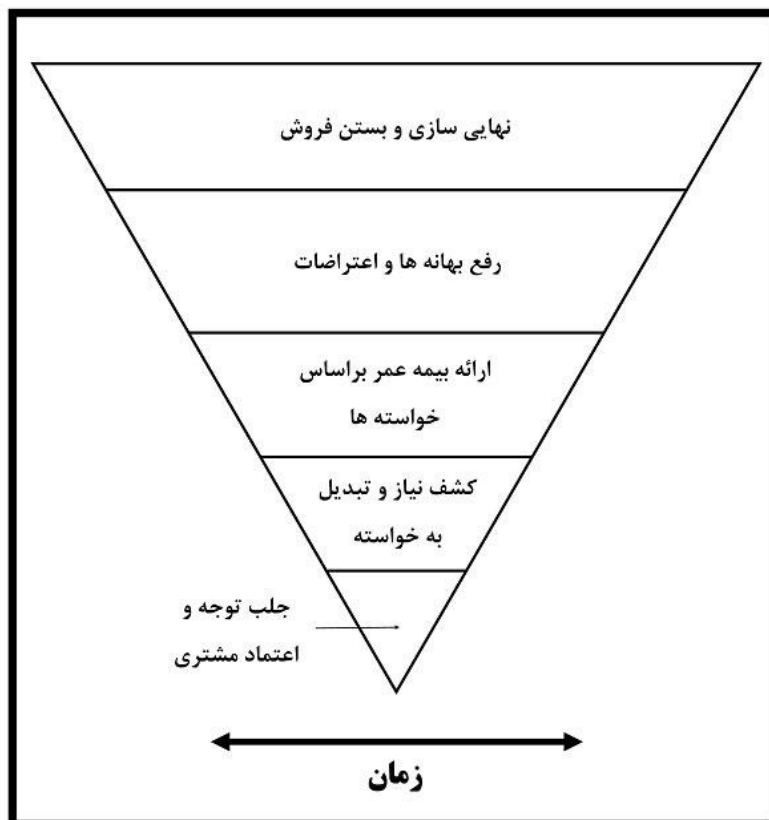 نهایی سازی و بستن فروش
رفع بهانه ها و اعتراضات
ارائه بیمه عمر براساس
خواسته ها
کشف نیاز و تبدیل
به خواسته
جلب توجه و
اعتماد مشتری
زمان